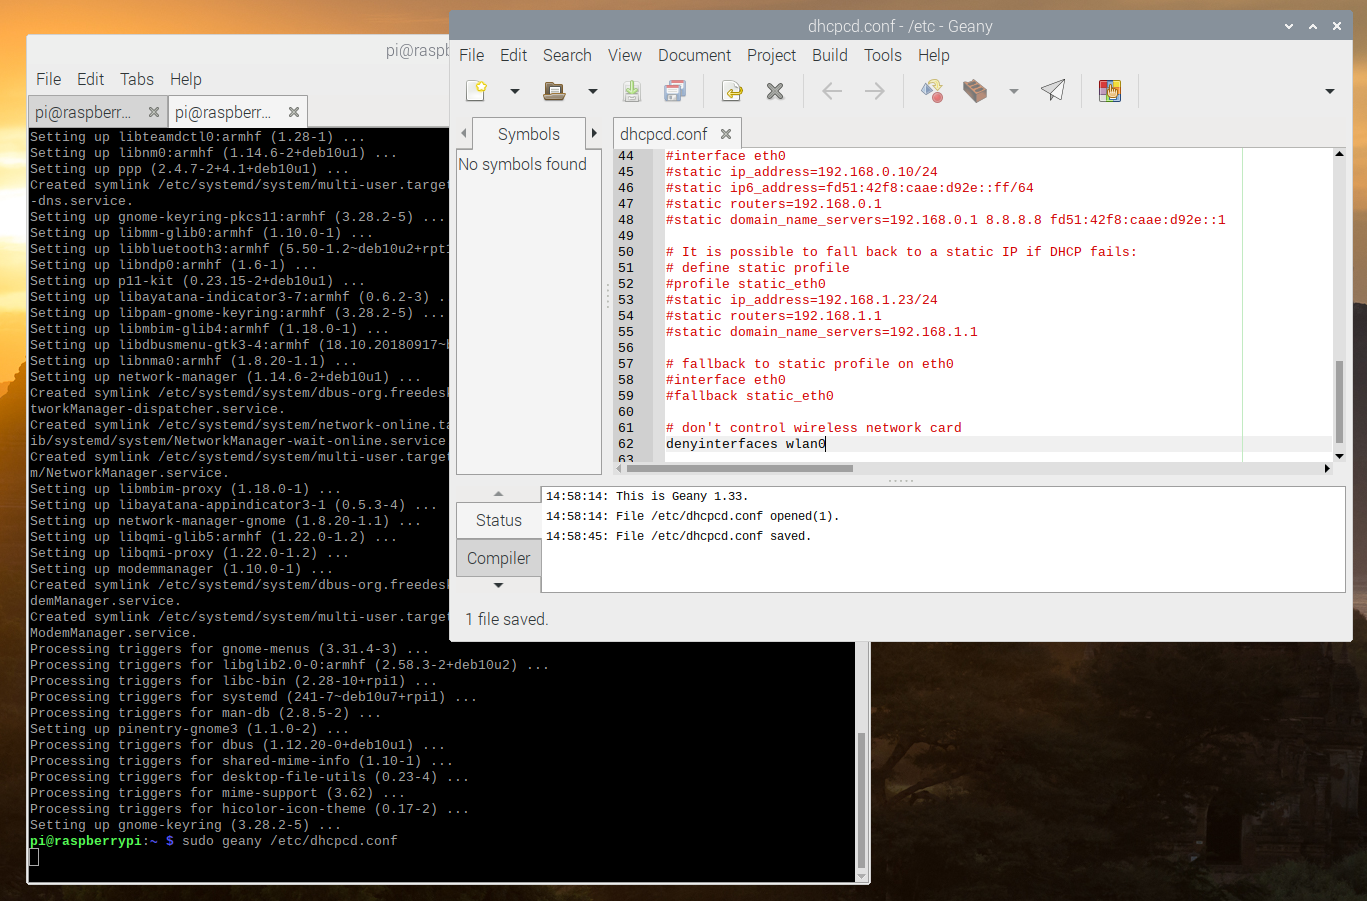 pi@raspb
File Edit Tabs Help
pi@raspberr...
pi@raspberr...
Setting up libteamdctl0:armhf (1.28-1) ...
Setting up libnm0:armhf (1.14.6-2+deb10u1) ...
Setting up ppp (2.4.7-2+4.1+deb10u1) ...
Created symlink /etc/systemd/system/multi-user.target
-dns.service.
Setting up gnome-keyring-pkcs11:armhf (3.28.2-5) ...
Setting up libmm-glib0:armhf (1.10.0-1) ...
Setting up libbluetooth3:armhf (5.50-1.2~deb10u2+rpt1
Setting up libndp0:armhf (1.6-1) ...
Setting up p11-kit (0.23.15-2+deb10u1) ...
Setting up libayatana-indicator3-7:armhf (0.6.2-3) .
Setting up libpam-gnome-keyring:armhf (3.28.2-5) ...
Setting up libmbim-glib4:armhf (1.18.0-1) ...
Setting up libdbusmenu-gtk3-4:armhf (18.10.20180917~b
Setting up libnma0:armhf (1.8.20-1.1) ...
Setting up network-manager (1.14.6-2+deb10u1) ...
Created symlink /etc/systemd/system/dbus-org.freedesk
tworkManager-dispatcher.service.
Created symlink /etc/systemd/system/network-online.ta
ib/systemd/system/NetworkManager-wait-online.service
Created symlink /etc/systemd/system/multi-user.target
m/NetworkManager.service.
Setting up libmbim-proxy (1.18.0-1) ...
Setting up libayatana-appindicator3-1 (0.5.3-4) ...
Setting up network-manager-gnome (1.8.20-1.1) ...
Setting up libqmi-glib5:armhf (1.22.0-1.2) ...
Setting up libqmi-proxy (1.22.0-1.2) ...
Setting up modemmanager (1.10.0-1) ...
Created symlink /etc/systemd/system/dbus-org.freedesk
demManager.service.
Created symlink /etc/systemd/system/multi-user.target
ModemManager.service.
Processing triggers for gnome-menus (3.31.4-3) ...
Processing triggers for libglib2.0-0:armhf (2.58.3-2+deb10u2) ...
Processing triggers for libc-bin (2.28-10+rpi1) ...
Processing triggers for systemd (241-7~deb10u7+rpi1) ...
Processing triggers for man-db (2.8.5-2) ...
Setting up pinentry-gnome3 (1.1.0-2) ...
Processing triggers for dbus (1.12.20-0+deb10u1) ...
Processing triggers for shared-mime-info (1.10-1) ...
Processing triggers for desktop-file-utils (0.23-4) ...
Processing triggers for mime-support (3.62) ...
Processing triggers for hicolor-icon-theme (0.17-2) ...
Setting up gnome-keyring (3.28.2-5) ...
pi@raspberrypi:~ $ sudo geany /etc/dhcpcd.conf
dhcpcd.conf - /etc - Geany
File Edit Search View Document Project Build Tools Help
Symbols
No symbols found
dhcpcd.conf
44 #interface eth0
45 #static ip_address=192.168.0.10/24
46 #static ip6_address=fd51:42f8:caae:d92e::ff/64
47 #static routers=192.168.0.1
48 #static domain_name_servers=192.168.0.1 8.8.8.8 fd51:42f8:caae:d92e::1
49
50 # It is possible to fall back to a static IP if DHCP fails:
51 # define static profile
52 #profile static_eth0
53 #static ip_address=192.168.1.23/24
54 #static routers=192.168.1.1
55 #static domain_name_servers=192.168.1.1
56
57 # fallback to static profile on eth0
58 #interface eth0
59 #fallback static_eth0
60
61 # don't control wireless network card
62 denyinterfaces wlan0
63
Status
Compiler
14:58:14: This is Geany 1.33.
14:58:14: File /etc/dhcpcd.conf opened(1).
14:58:45: File /etc/dhcpcd.conf saved.
1 file saved.